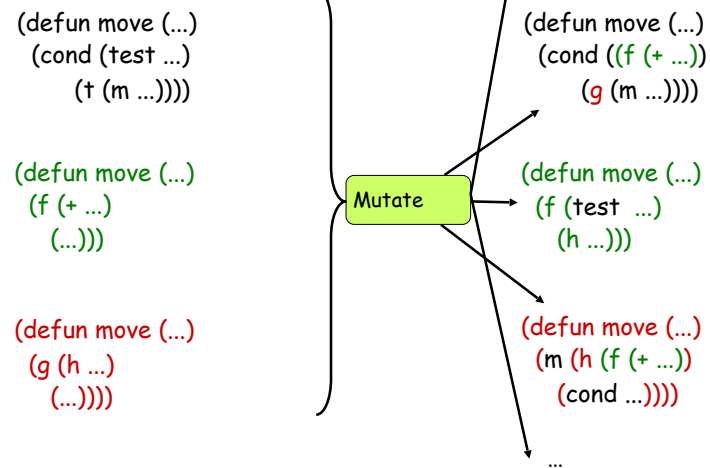 (defun move (...)
(cond (test ...)
(t (m ...))))
(defun move (...)
(f (+ ...)
(...)))
(defun move (...)
(g (h ...)
(...))))
Mutate
(defun move (...)
(cond ((f (+ ...))
(g (m ...))))
(defun move (...)
(f (test ...)
(h ...)))
(defun move (...)
(m (h (f (+ ...))
(cond ...))))
...